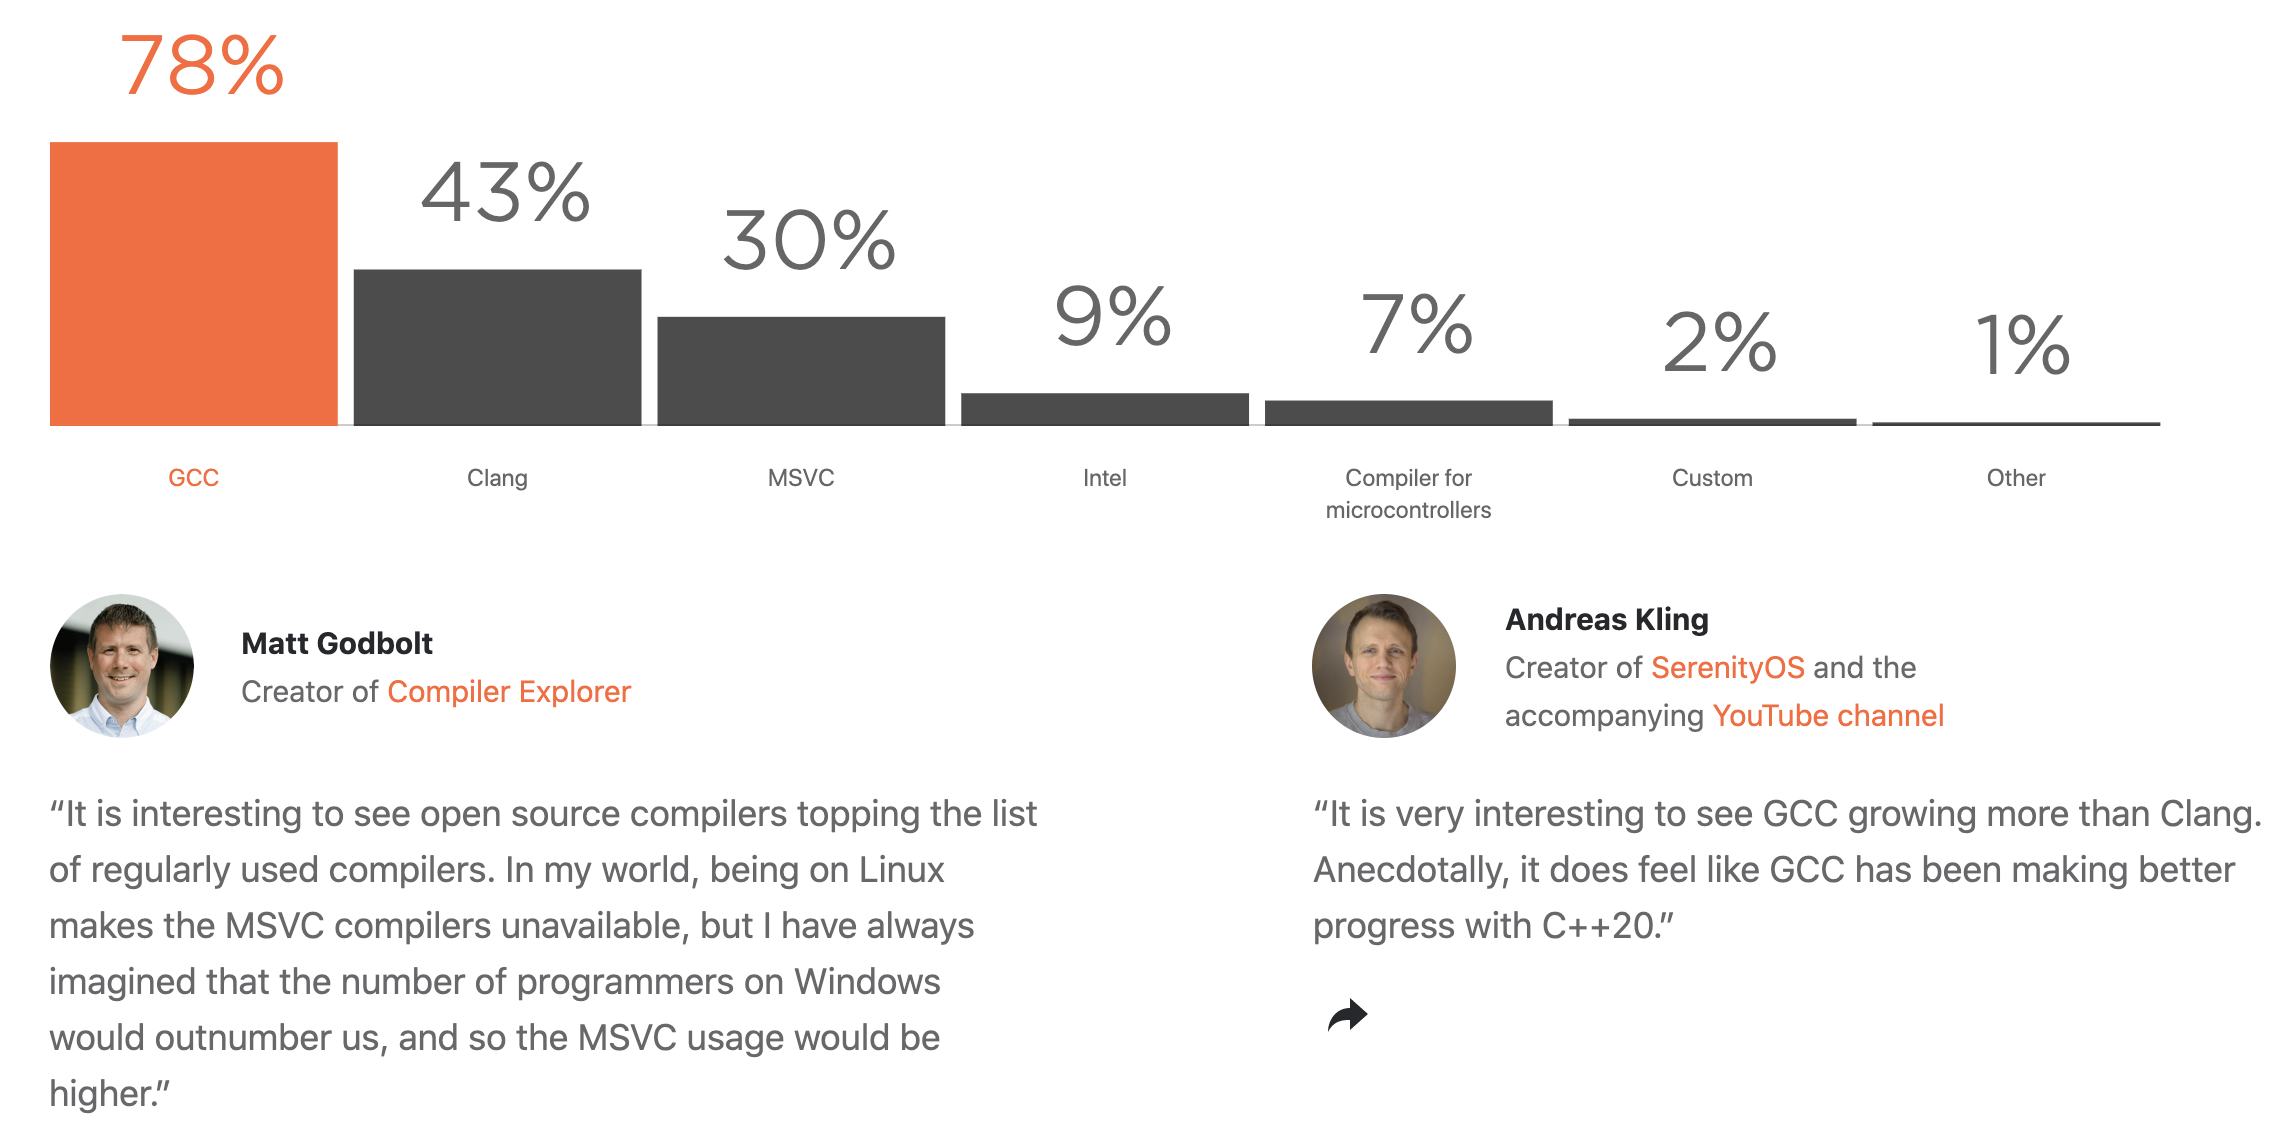 78%
43%
30%
9%
7%
2%
1%
GCC
Clang
MSVC
Intel
Compiler for
microcontrollers
Custom
Other
Matt Godbolt
Creator of Compiler Explorer
“It is interesting to see open source compilers topping the list
of regularly used compilers. In my world, being on Linux
makes the MSVC compilers unavailable, but I have always
imagined that the number of programmers on Windows
would outnumber us, and so the MSVC usage would be
higher.”
Andreas Kling
Creator of SerenityOS and the
accompanying YouTube channel
“It is very interesting to see GCC growing more than Clang.
Anecdotally, it does feel like GCC has been making better
progress with C++20.”